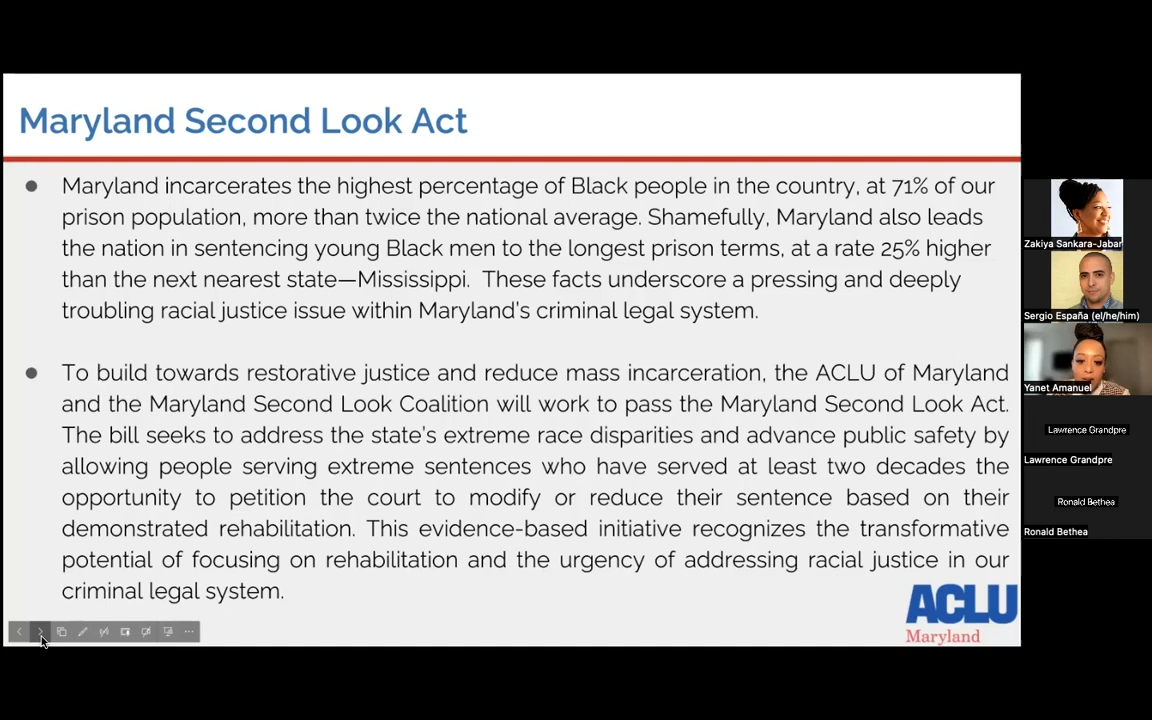 Maryland Second Look Act
Maryland incarcerates the highest percentage of Black people in the country, at 71% of our
prison population, more than twice the national average. Shamefully, Maryland also leads
the nation in sentencing young Black men to the longest prison terms, at a rate 25% higher
than the next nearest state—Mississippi. These facts underscore a pressing and deeply
troubling racial justice issue within Maryland's criminal legal system.
To build towards restorative justice and reduce mass incarceration, the ACLU of Maryland
and the Maryland Second Look Coalition will work to pass the Maryland Second Look Act.
The bill seeks to address the state's extreme race disparities and advance public safety by
allowing people serving extreme sentences who have served at least two decades the
opportunity to petition the court to modify or reduce their sentence based on their
demonstrated rehabilitation. This evidence-based initiative recognizes the transformative
potential of focusing on rehabilitation and the urgency of addressing racial justice in our
criminal legal system.
ACLU
Maryland
Zakiya Sankara-Jabar
Sergio España (el/he/him)
Yanet Amanuel
Lawrence Grandpre
Lawrence Grandpre
Ronald Bethea
Ronald Bethea